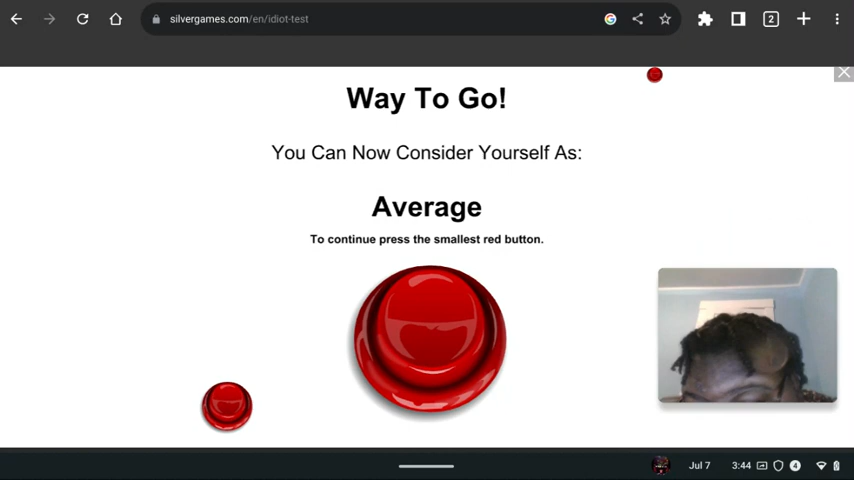 silvergames.com/en/idiot-test
2
Way To Go!
You Can Now Consider Yourself As:
Average
To continue press the smallest red button.
Jul 7
3:44
4